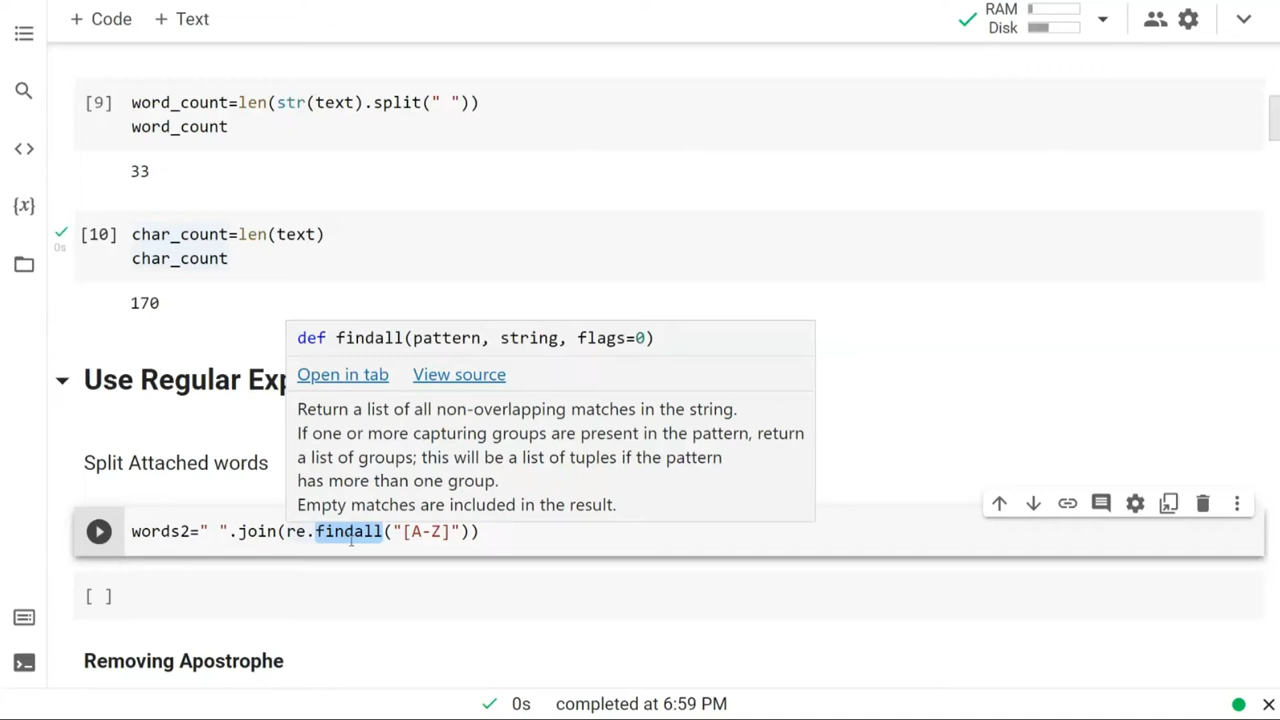 + Code + Text
RAM
Disk
[9] word_count=len(str(text).split(" "))
word_count
33
[10] char_count=len(text)
0s
char_count
170
def findall(pattern, string, flags=0)
Use Regular Exp
Open in tab View source
Return a list of all non-overlapping matches in the string.
If one or more capturing groups are present in the pattern, return
a list of groups; this will be a list of tuples if the pattern
has more than one group.
Empty matches are included in the result.
Split Attached words
words2=" ".join(re.findall("[A-Z]"))
[ ]
Removing Apostrophe
0s completed at 6:59 PM